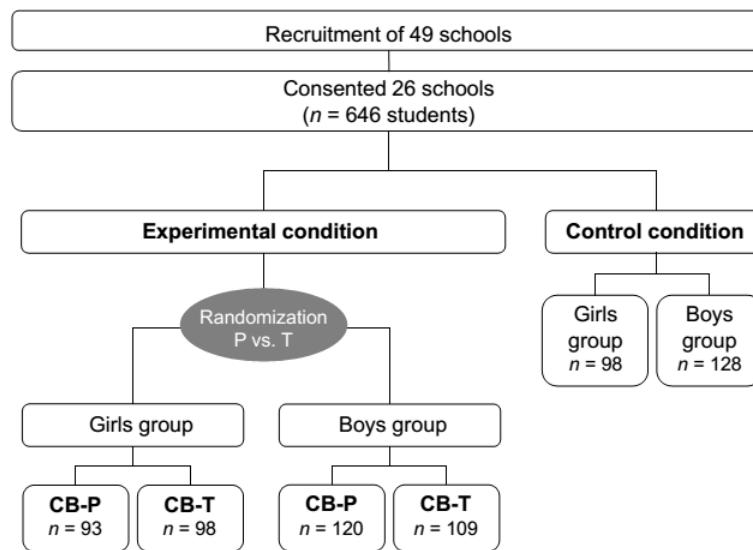 Recruitment of 49 schools
Consented 26 schools
(n = 646 students)
Experimental condition
Control condition
Randomization
P vs. T
Girls
group
n = 98
Boys
group
n = 128
Girls group
Boys group
CB-P
n = 93
CB-T
n = 98
CB-P
n = 120
CB-T
n = 109